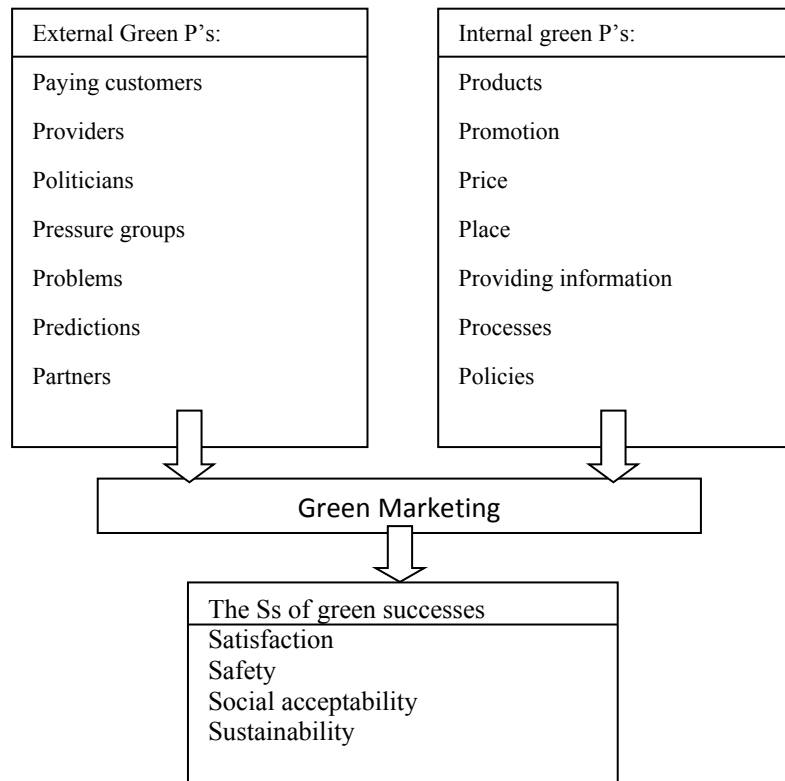 External Green P’s:
Paying customers
Providers
Politicians
Pressure groups
Problems
Predictions
Partners
Internal green P’s:
Products
Promotion
Price
Place
Providing information
Processes
Policies
Green Marketing
The Ss of green successes
Satisfaction
Safety
Social acceptability
Sustainability